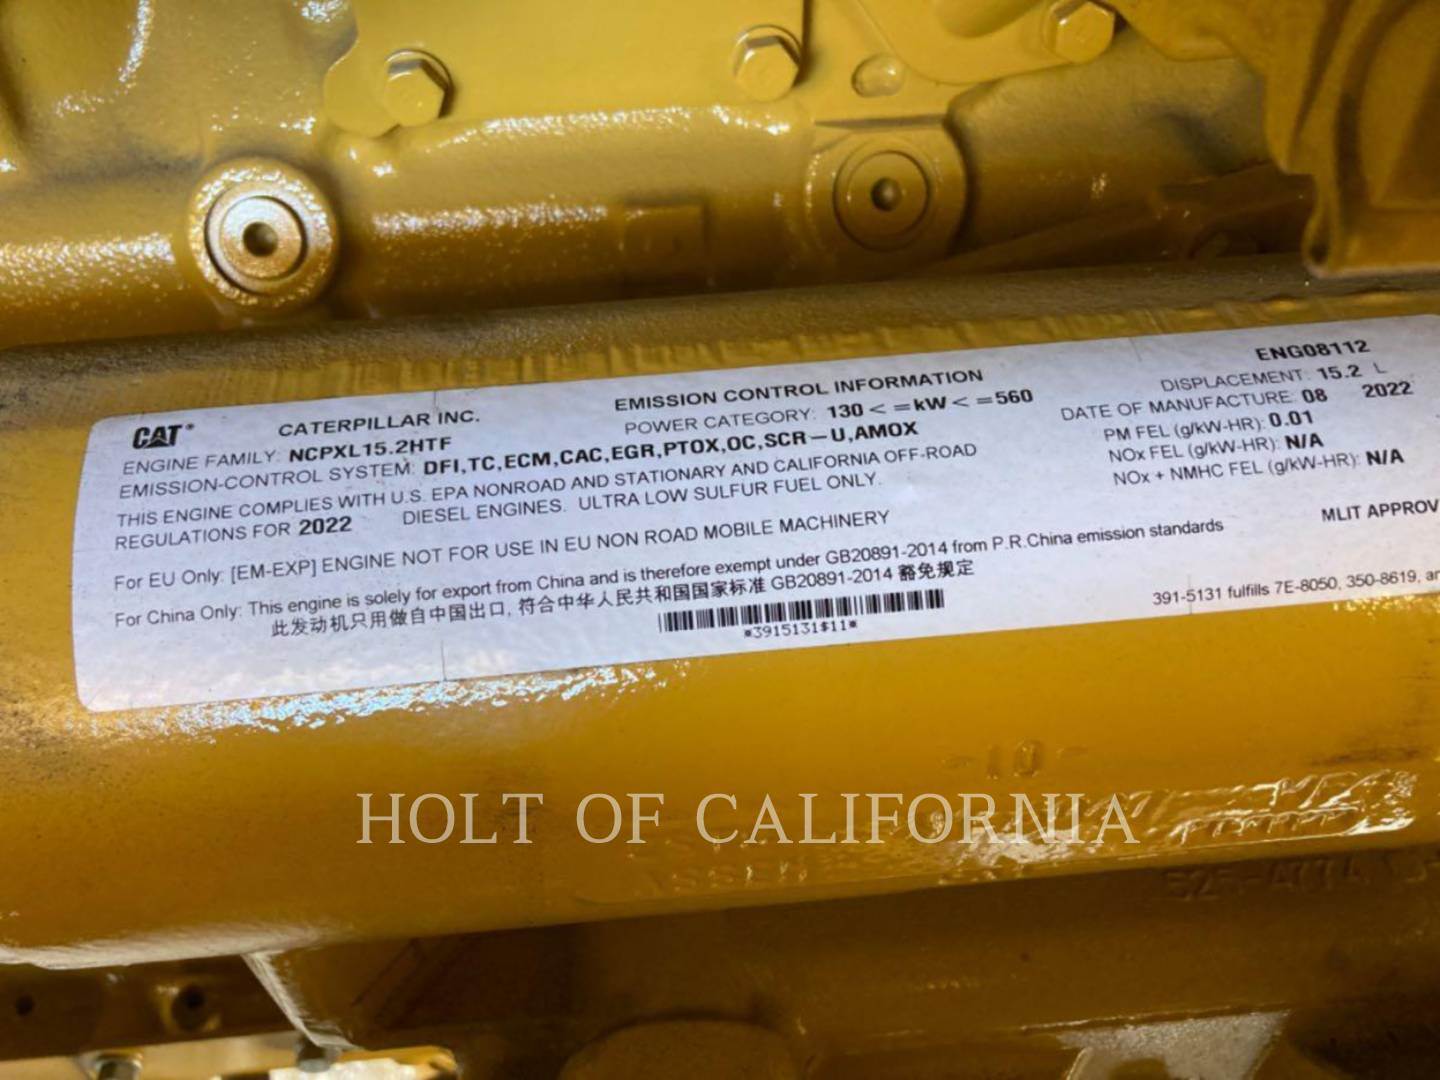 ENG08112
CAT
CATERPILLAR INC.
EMISSION CONTROL INFORMATION
DISPLACEMENT: 15.2 L
ENGINE FAMILY: NCPXL15.2HTF
POWER CATEGORY: 130 < =kW < =560
DATE OF MANUFACTURE: 08 2022
EMISSION-CONTROL SYSTEM: DFI,TC,ECM,CAC,EGR,PTOX,OC,SCR-U,AMOX
PM FEL (g/kW-HR): 0.01
THIS ENGINE COMPLIES WITH U.S. EPA NONROAD AND STATIONARY AND CALIFORNIA OFF-ROAD
NOx FEL (g/kW-HR): N/A
REGULATIONS FOR 2022 DIESEL ENGINES. ULTRA LOW SULFUR FUEL ONLY.
NOx + NMHC FEL (g/kW-HR): N/A
For EU Only: [EM-EXP] ENGINE NOT FOR USE IN EU NON ROAD MOBILE MACHINERY
MLIT APPROV
For China Only: This engine is solely for export from China and is therefore exempt under GB20891-2014 from P.R.China emission standards
此发动机只用做自中国出口, 符合中华人民共和国国家标准 GB20891-2014 豁免规定
391-5131 fulfills 7E-8050, 350-8619, an
*3915131$11*
-10-
HOLT OF CALIFORNIA